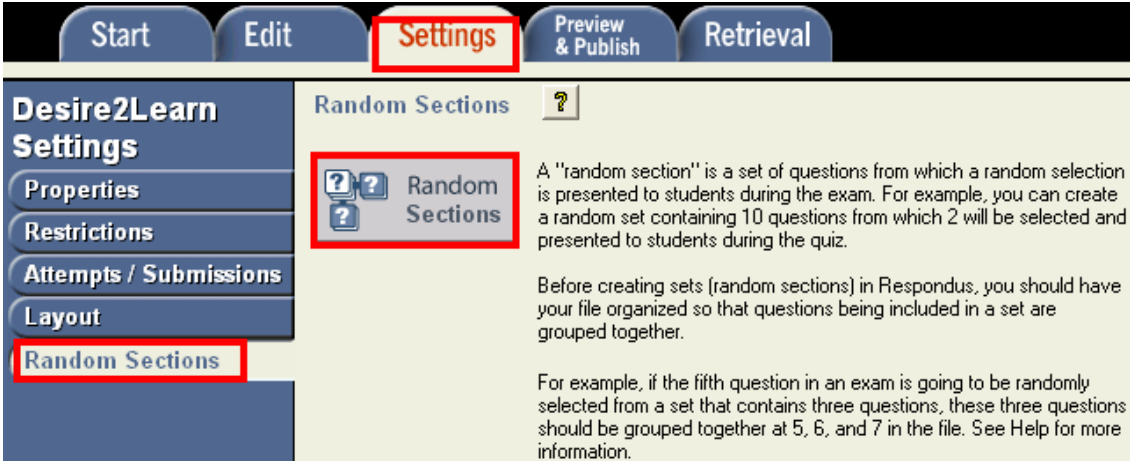 Start
Edit
Settings
Preview
& Publish
Retrieval
Desire2Learn
Settings
Properties
Restrictions
Attempts / Submissions
Layout
Random Sections
Random Sections
?
Random
Sections
A "random section" is a set of questions from which a random selection
is presented to students during the exam. For example, you can create
a random set containing 10 questions from which 2 will be selected and
presented to students during the quiz.
Before creating sets (random sections) in Respondus, you should have
your file organized so that questions being included in a set are
grouped together.
For example, if the fifth question in an exam is going to be randomly
selected from a set that contains three questions, these three questions
should be grouped together at 5, 6, and 7 in the file. See Help for more
information.